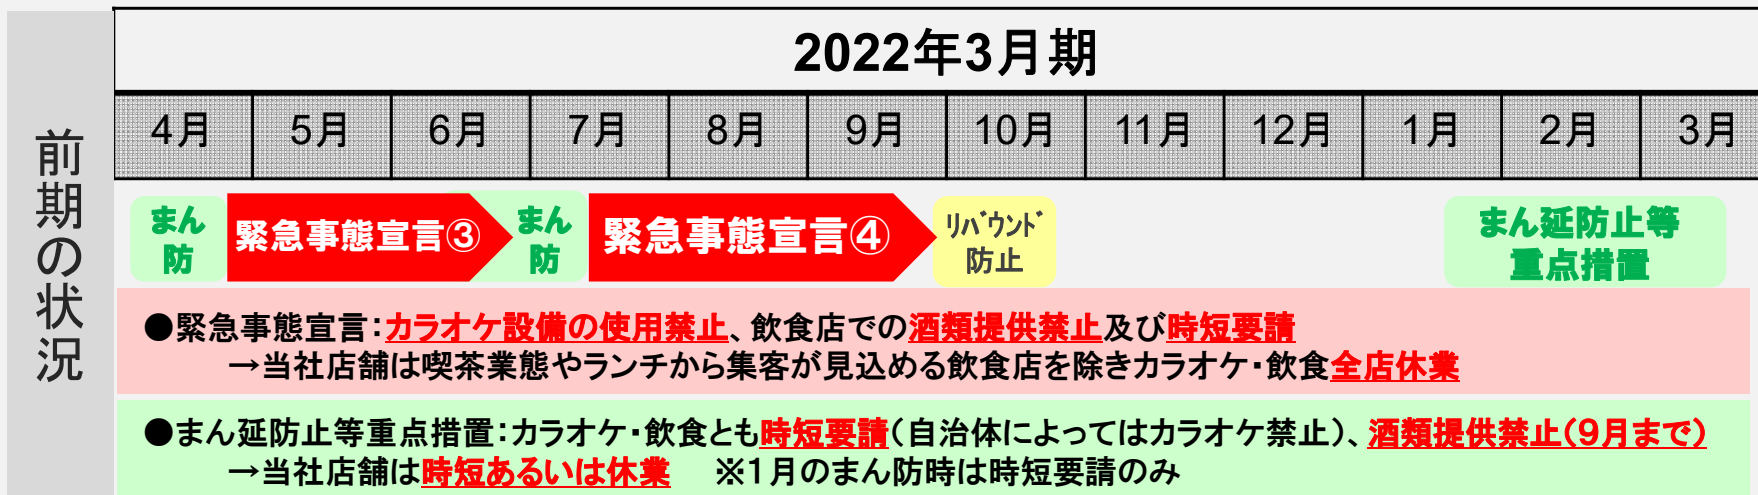 前期の状況
2022年3月期
4月 5月 6月 7月 8月 9月 10月 11月 12月 1月 2月 3月
まん
防
緊急事態宣言③
まん
防
緊急事態宣言④
ﾘﾊﾞｳﾝﾄﾞ
防止
まん延防止等
重点措置
●緊急事態宣言:カラオケ設備の使用禁止、飲食店での酒類提供禁止及び時短要請
→当社店舗は喫茶業態やランチから集客が見込める飲食店を除きカラオケ・飲食全店休業
●まん延防止等重点措置:カラオケ・飲食とも時短要請(自治体によってはカラオケ禁止)、酒類提供禁止(9月まで)
→当社店舗は時短あるいは休業 ※1月のまん防時は時短要請のみ